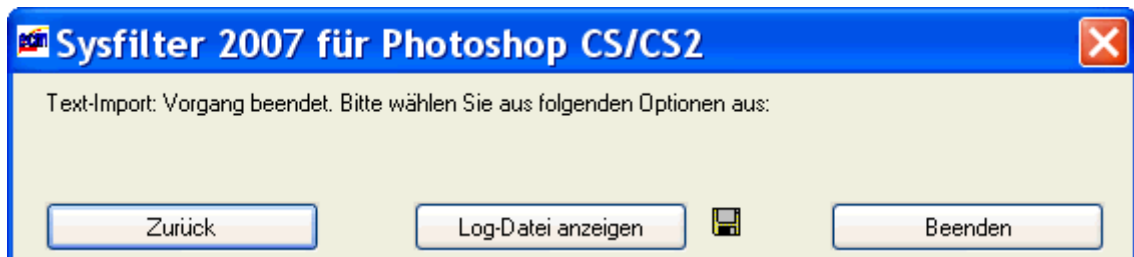 Sysfilter 2007 für Photoshop CS/CS2
Text-Import: Vorgang beendet. Bitte wählen Sie aus folgenden Optionen aus:
Zurück
Log-Datei anzeigen
Beenden